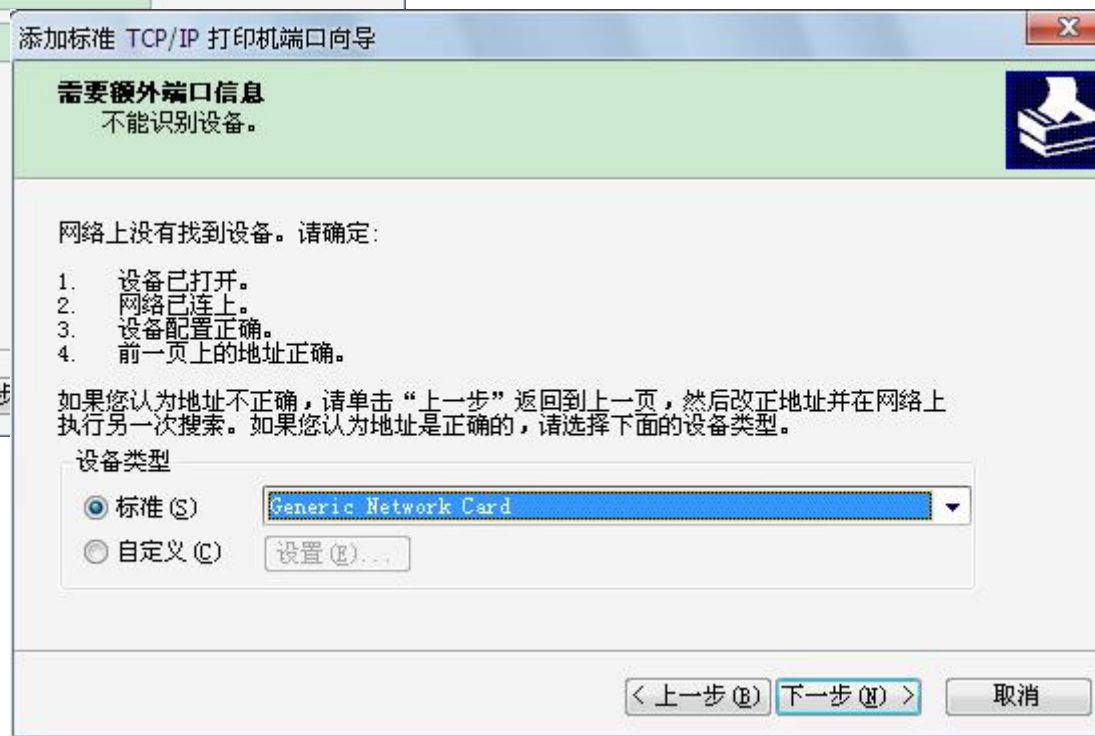 添加标准 TCP/IP 打印机端口向导
需要额外端口信息
不能识别设备。
网络上没有找到设备。请确定:
1. 设备已打开。
2. 网络已连上。
3. 设备配置正确。
4. 前一页上的地址正确。
如果您认为地址不正确，请单击“上一步”返回到上一页，然后改正地址并在网络上
执行另一次搜索。如果您认为地址是正确的，请选择下面的设备类型。
设备类型
标准(S) Generic Network Card
自定义(C) 设置(E)...
< 上一步(B) 下一步(N) > 取消